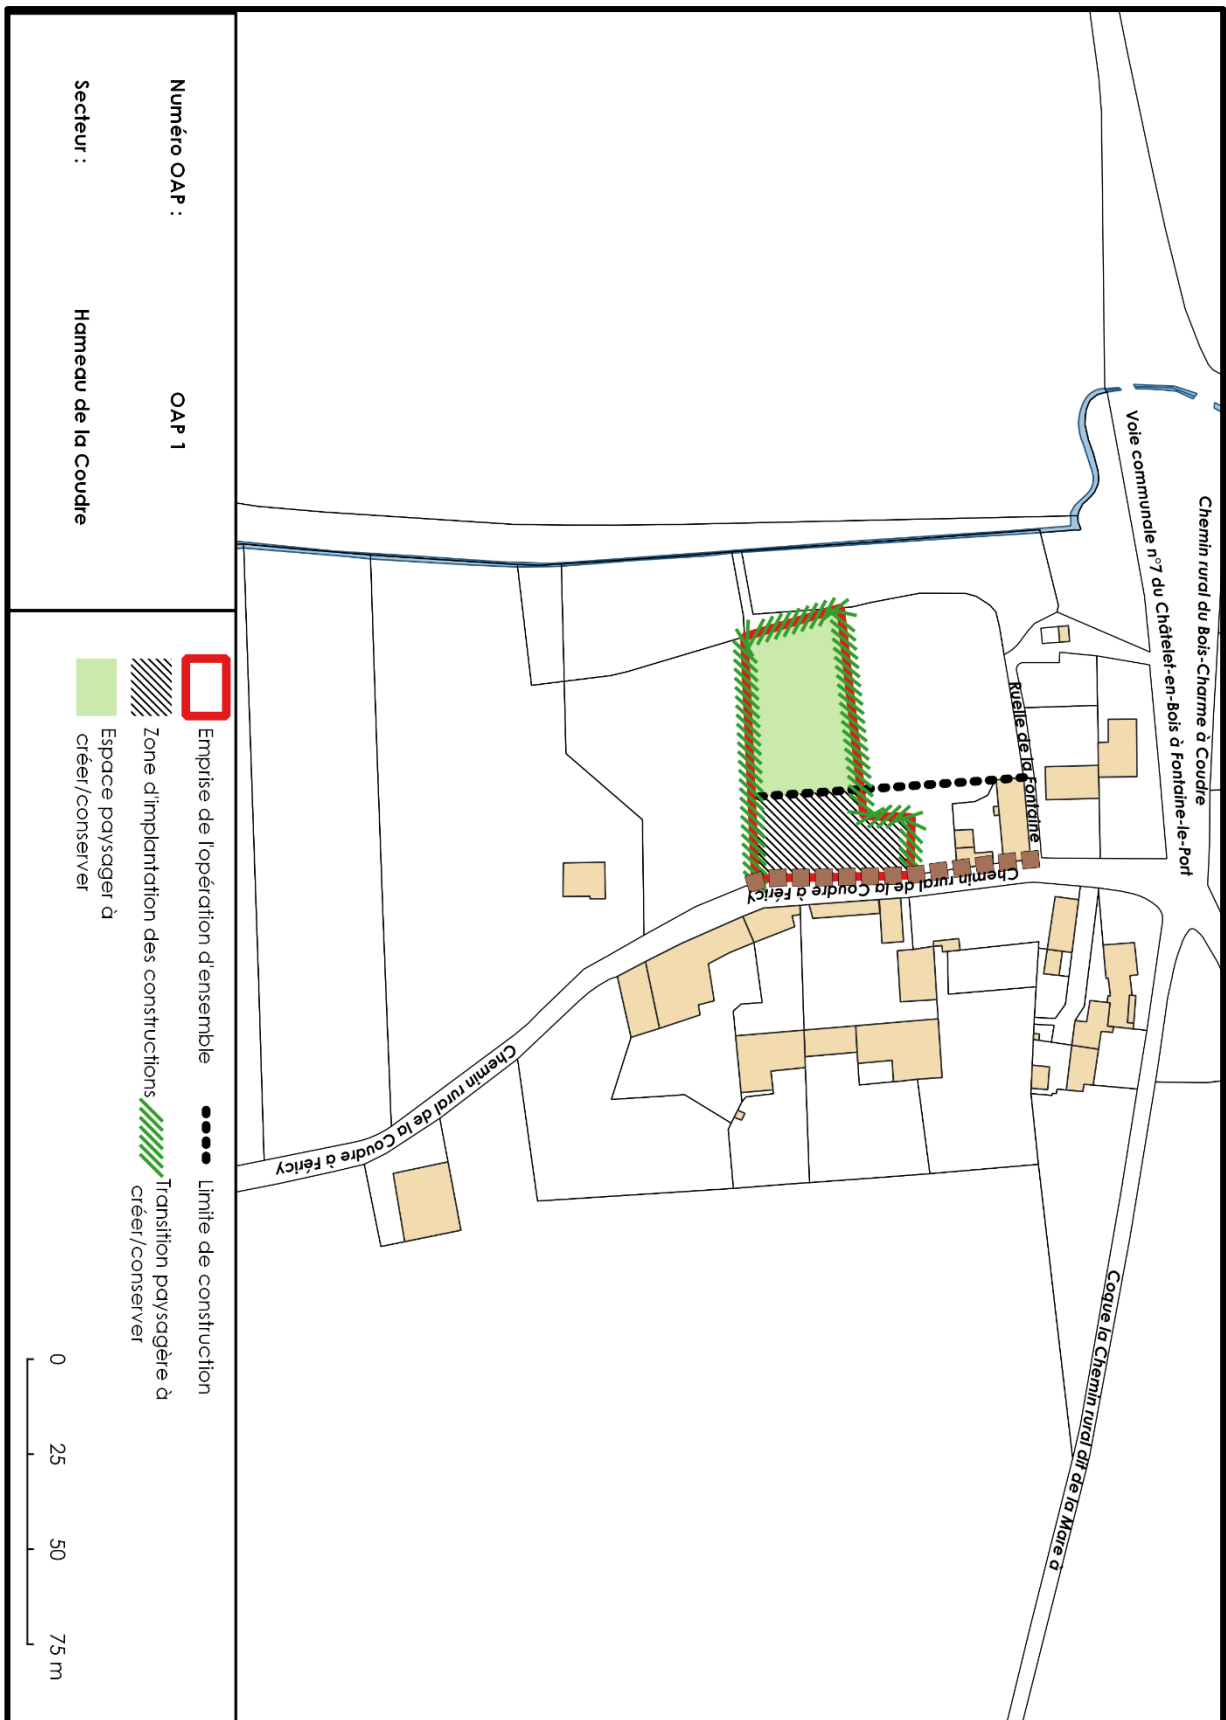 Chemin rural du Bois-Charme à Coudre
Voie communale n°7 du Châtelet-en-Bois à Fontaine-le-Port
Ruelle de la Fontaine
Chemin rural de la Coudre à Féricy
Chemin rural de la Coudre à Féricy
Coque la Chemin rural dit de la Mare à
Numéro OAP :
OAP 1
Secteur :
Hameau de la Coudre
Emprise de l'opération d'ensemble
Zone d'implantation des constructions
Espace paysager à
créer/conserver
Limite de construction
Transition paysagère à
créer/conserver
0
25
50
75 m